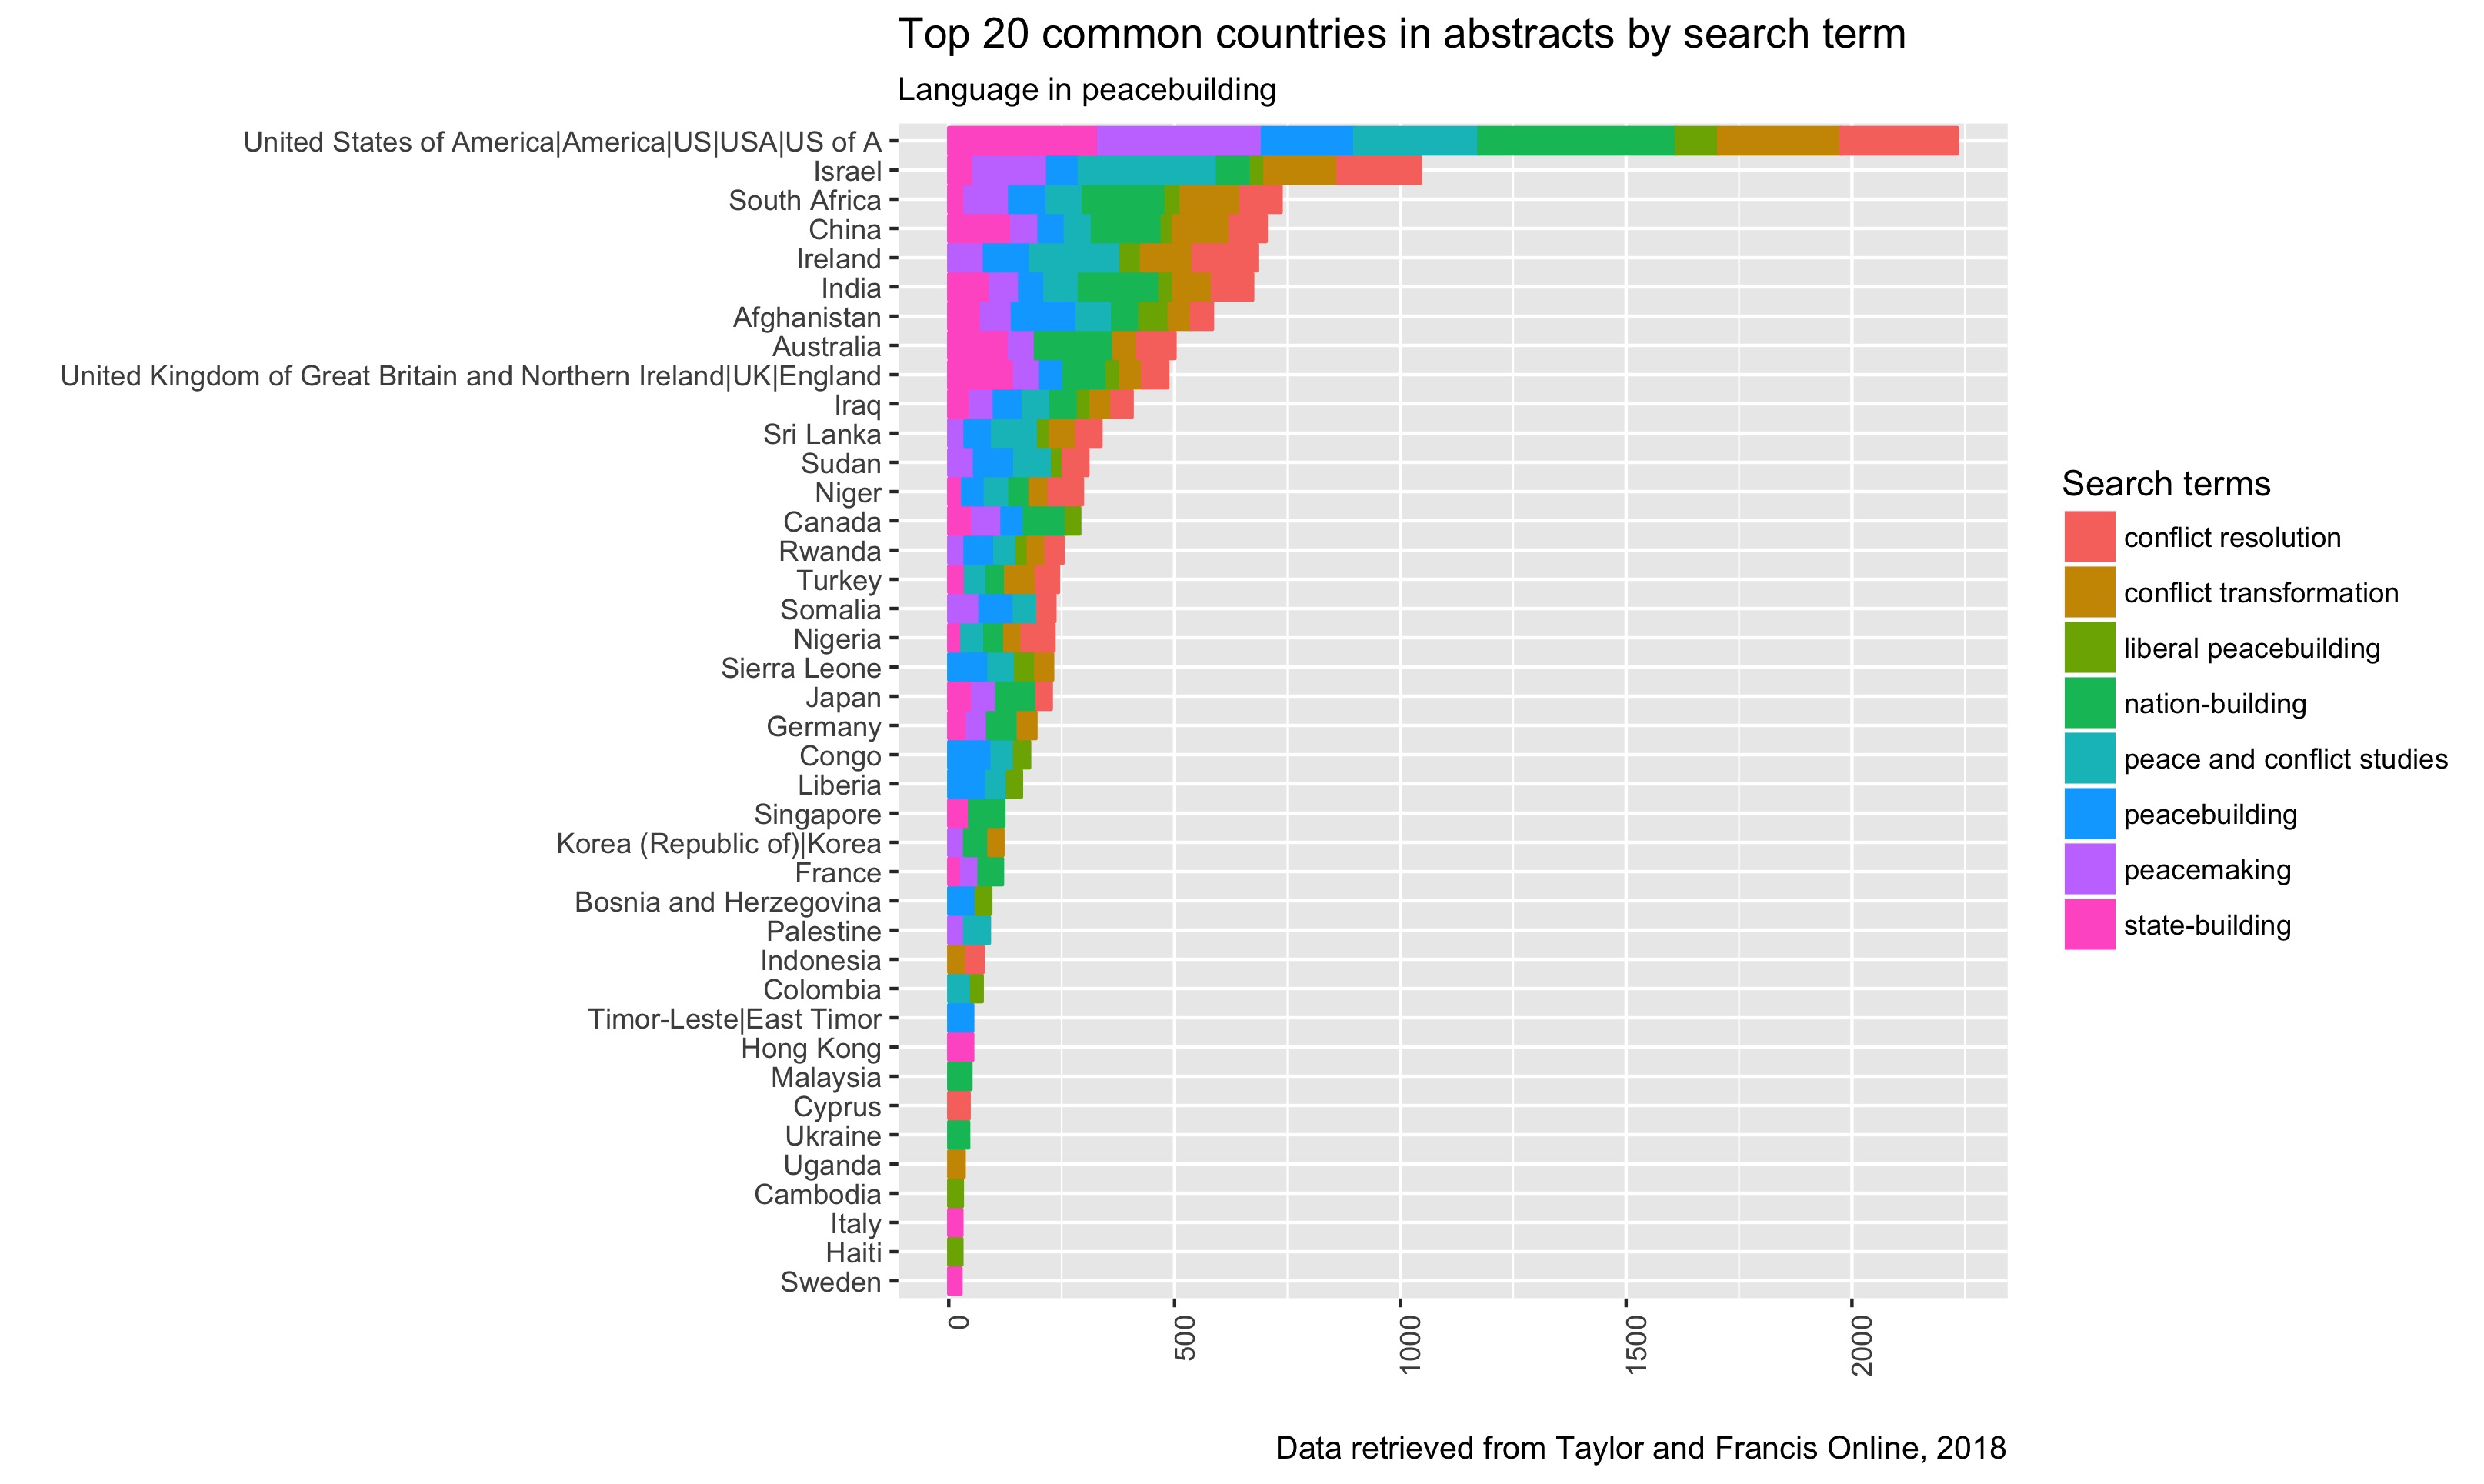 Top 20 common countries in abstracts by search term
Language in peacebuilding
United States of America|America|US|USA|US of A
Israel
South Africa
China
Ireland
India
Afghanistan
Australia
United Kingdom of Great Britain and Northern Ireland|UK|England
Iraq
Sri Lanka
Sudan
Niger
Canada
Rwanda
Turkey
Somalia
Nigeria
Sierra Leone
Japan
Germany
Congo
Liberia
Singapore
Korea (Republic of)|Korea
France
Bosnia and Herzegovina
Palestine
Indonesia
Colombia
Timor-Leste|East Timor
Hong Kong
Malaysia
Cyprus
Ukraine
Uganda
Cambodia
Italy
Haiti
Sweden
0
500
1000
1500
2000
Search terms
conflict resolution
conflict transformation
liberal peacebuilding
nation-building
peace and conflict studies
peacebuilding
peacemaking
state-building
Data retrieved from Taylor and Francis Online, 2018